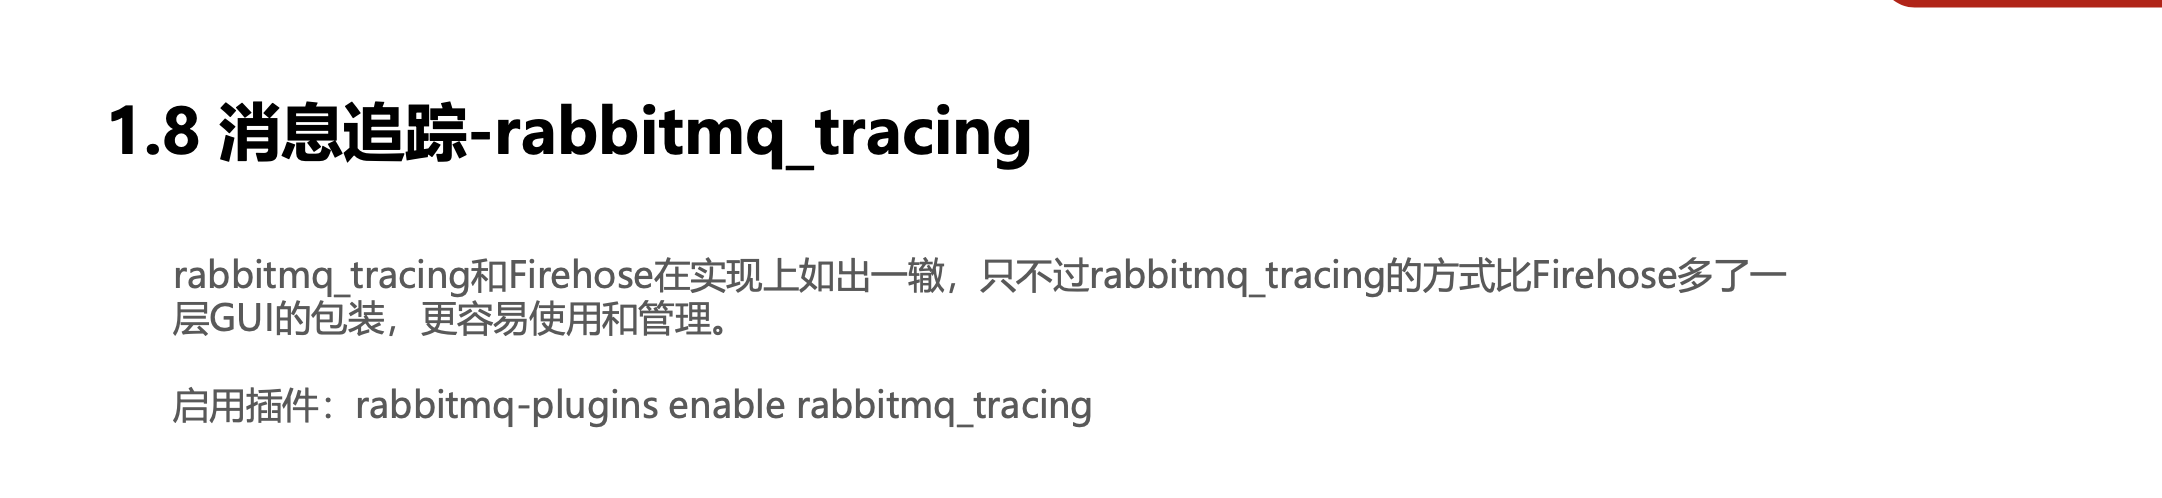 1.8 消息追踪-rabbitmq_tracing
rabbitmq_tracing和Firehose在实现上如出一辙，只不过rabbitmq_tracing的方式比Firehose多了一
层GUI的包装，更容易使用和管理。
启用插件：rabbitmq-plugins enable rabbitmq_tracing